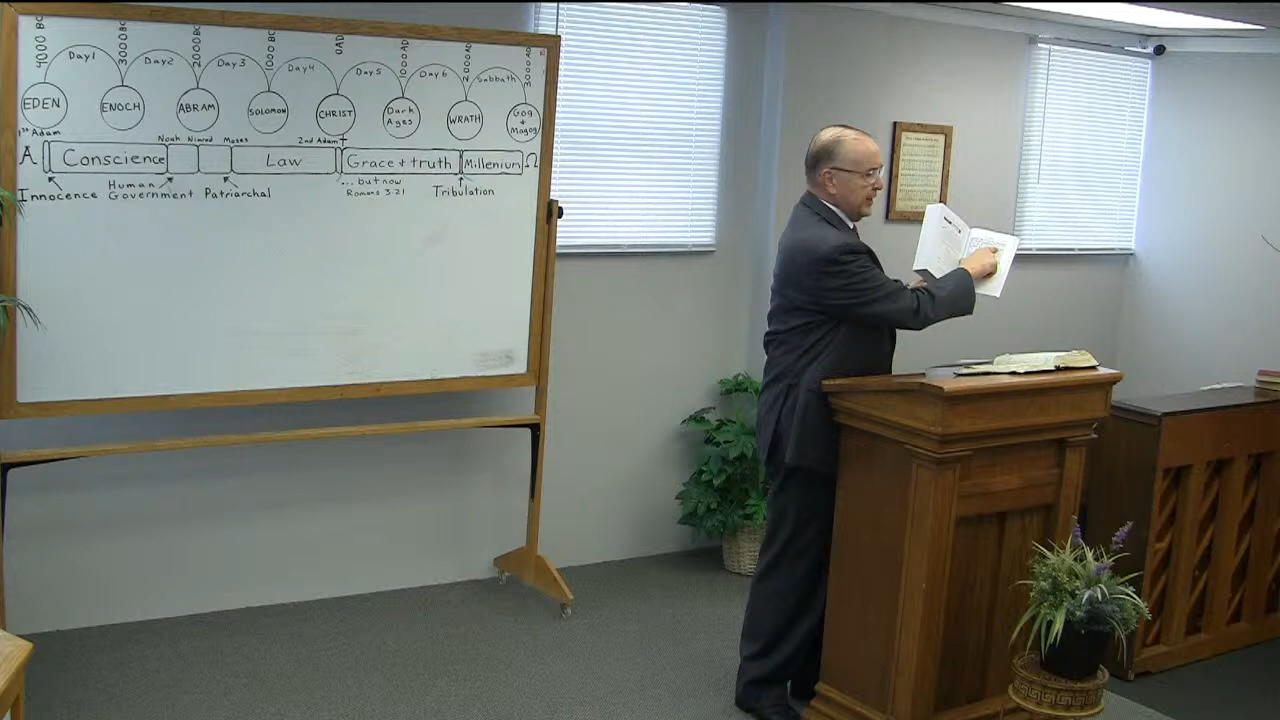 4000 BC 3000 BC 2000 BC 1000 BC 0AD 1000 AD 2000 AD 3000 AD
Day 1 Day 2 Day 3 Day 4 Day 5 Day 6 Sabbath
EDEN ENOCH ABRAM SOLOMON CHRIST Dark Ages WRATH Gog + Magog
1st Adam Noah Nimrod Moses 2nd Adam
A Conscience Law Grace + truth Millenium Ω
Innocence Human Government Patriarchal ...but now Romans 3:21 Tribulation